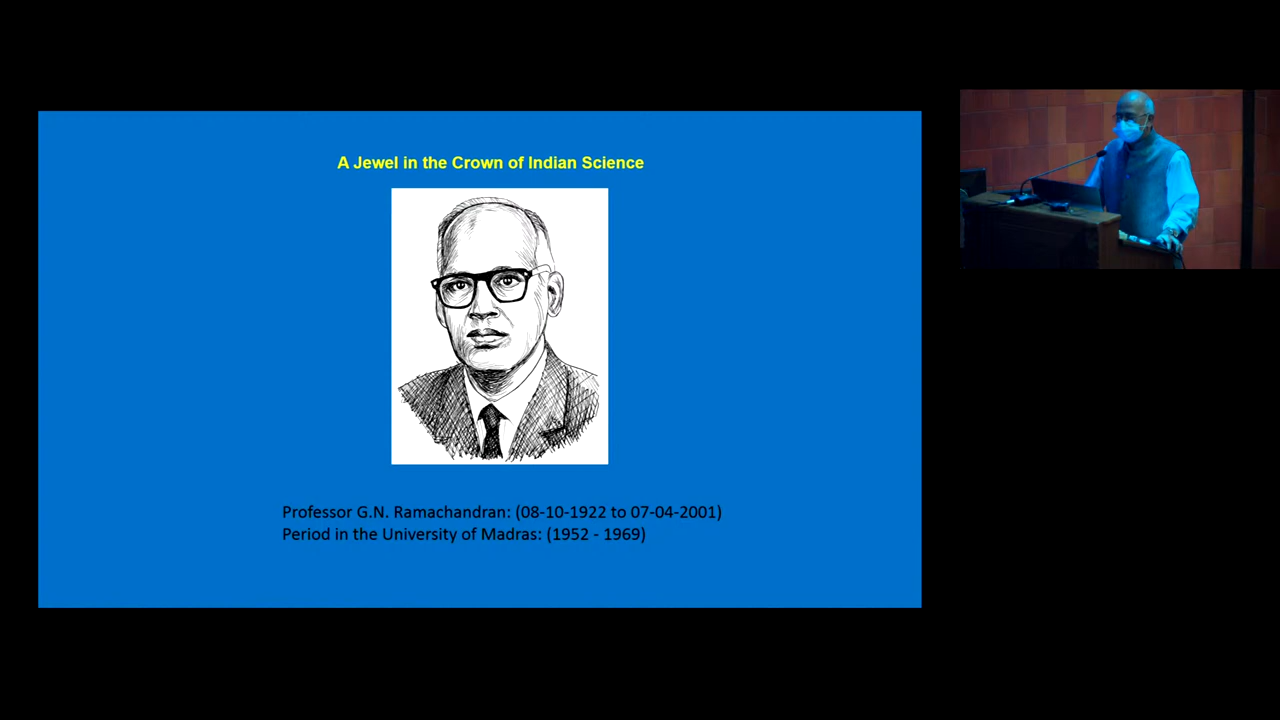 A Jewel in the Crown of Indian Science
Professor G.N. Ramachandran: (08-10-1922 to 07-04-2001)
Period in the University of Madras: (1952 - 1969)